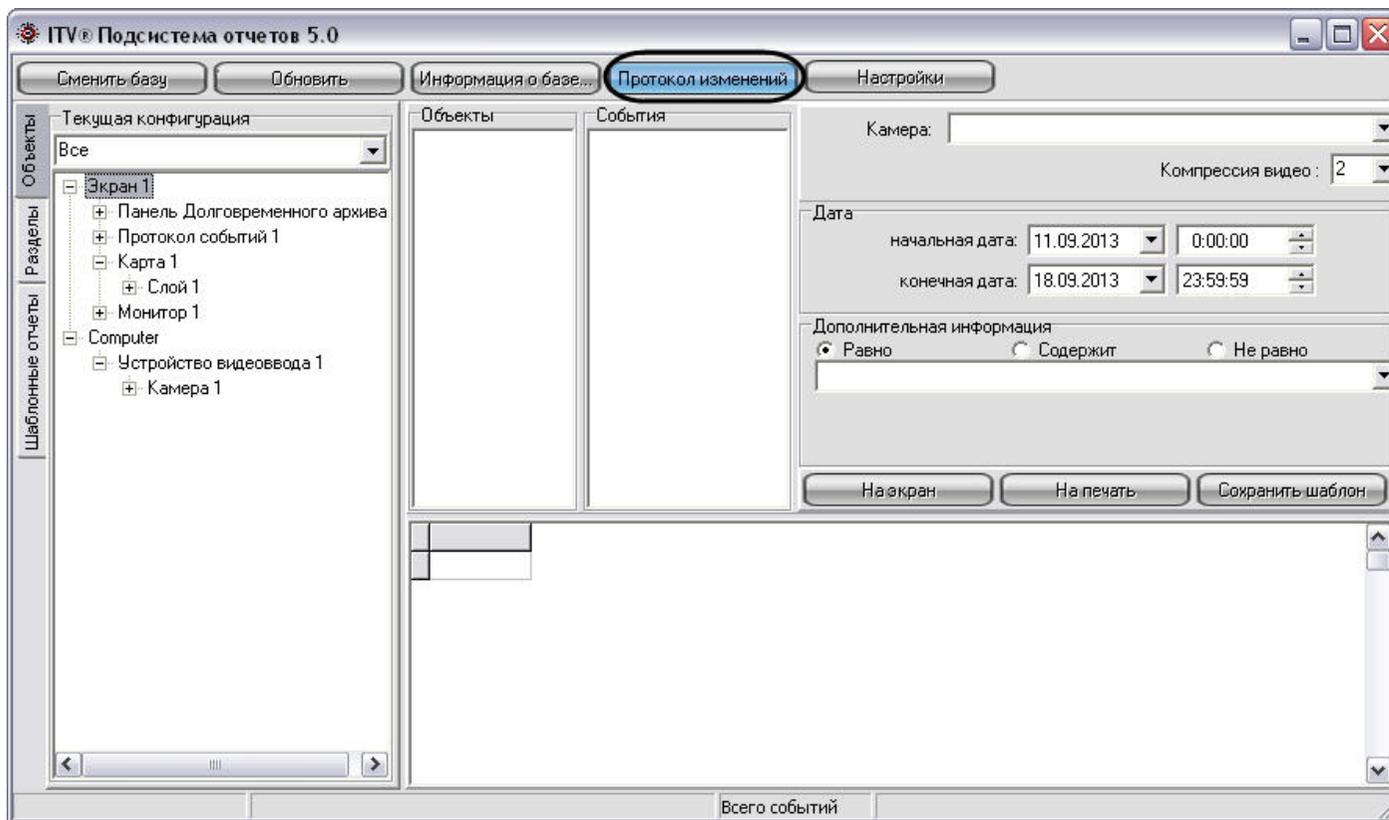 ITV® Подсистема отчетов 5.0
Сменить базу
Обновить
Информация о базе...
Протокол изменений
Настройки
Объекты
Разделы
Шаблонные отчеты
Текущая конфигурация
Все
Экран 1
Панель Долговременного архива
Протокол событий 1
Карта 1
Слой 1
Монитор 1
Computer
Устройство видеоввода 1
Камера 1
Объекты
События
Камера:
Компрессия видео : 2
Дата
начальная дата: 11.09.2013 0:00:00
конечная дата: 18.09.2013 23:59:59
Дополнительная информация
Равно Содержит Не равно
На экран
На печать
Сохранить шаблон
Всего событий